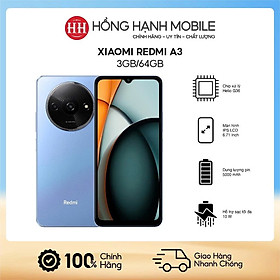 HH
HỒNG HẠNH MOBILE
CHÍNH HÃNG - UY TÍN - CHẤT LƯỢNG
XIAOMI REDMI A3
3GB/64GB
Chip xử lý
Helio G36
Màn hình
IPS LCD
6.71 inch
Dung lượng pin
5000 mAh
Hỗ trợ sạc tối đa
10 W
Redmi
100% Chính Hãng
Giao Hàng
Nhanh Chóng